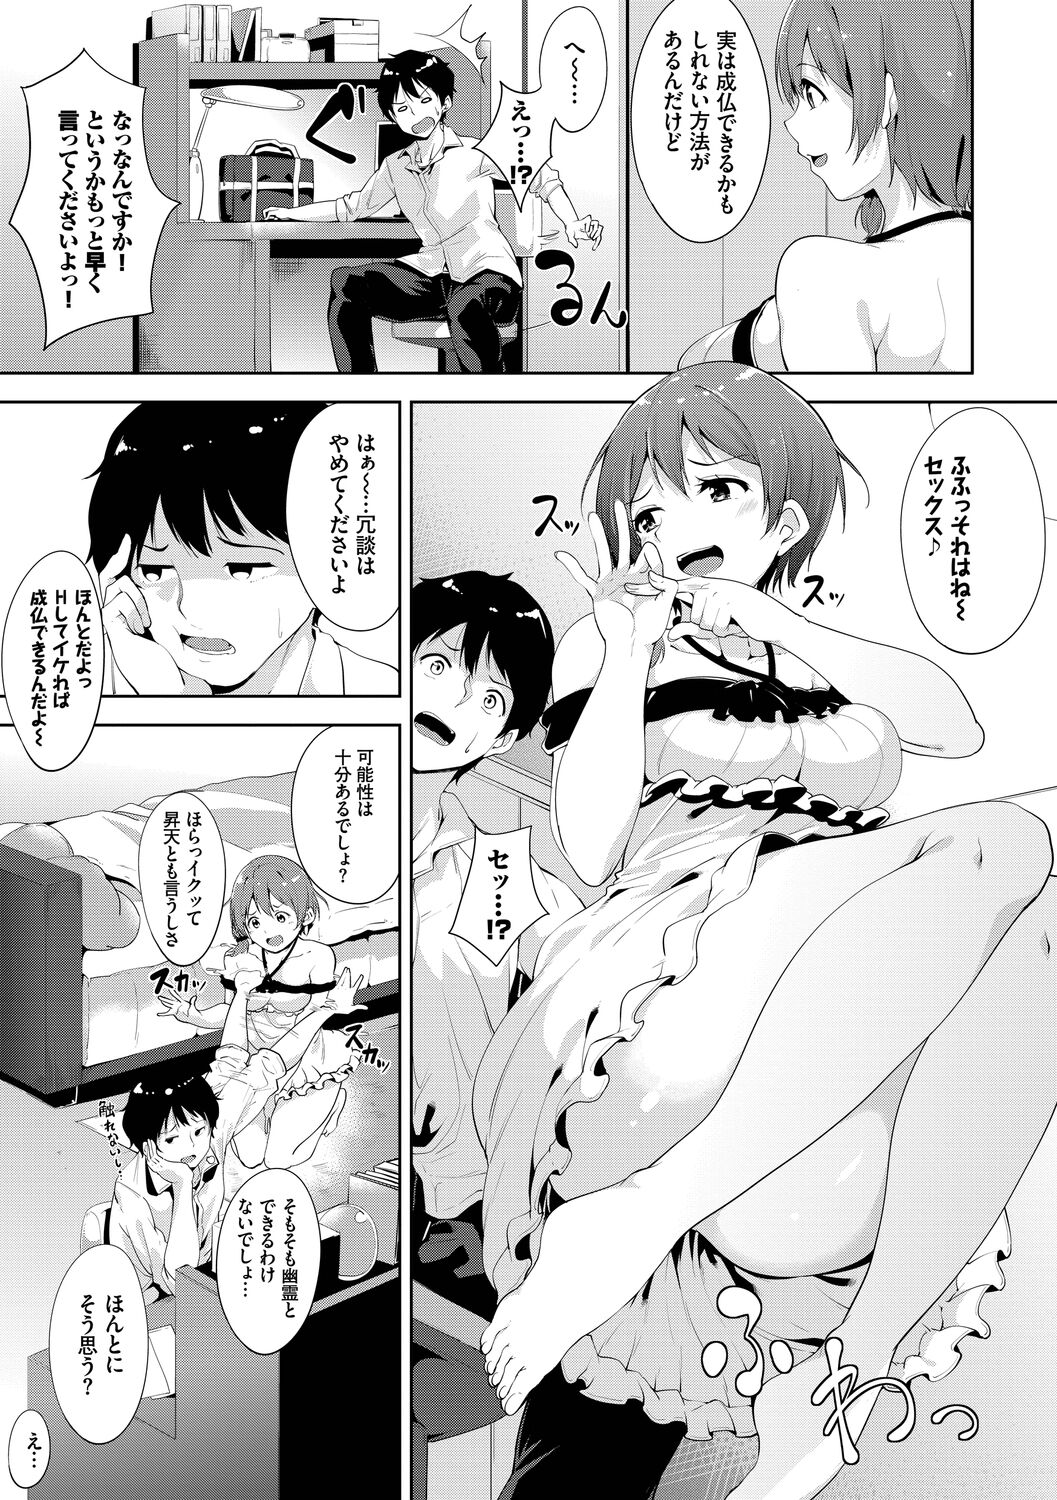 実は成仏できるかも
しれない方法が
あるんだけど
へ～……
えっ……!?
ぐ
るん
なっなんですか！
というかもっと早く
言ってくださいよっ！
ふふっそれはね～
セックス♪
スッ
スッ
セッ…!?
ふわっ
はぁ～…冗談は
やめてくださいよ
ほんとだよっ
Hしてイければ
成仏できるんだよ～
可能性は
十分あるでしょ？
ほらっイクッて
昇天とも言うしさ
スカッ
スカッ
触れないし…
そもそも幽霊と
できるわけ
ないでしょ…
ほんとに
そう思う？
え…